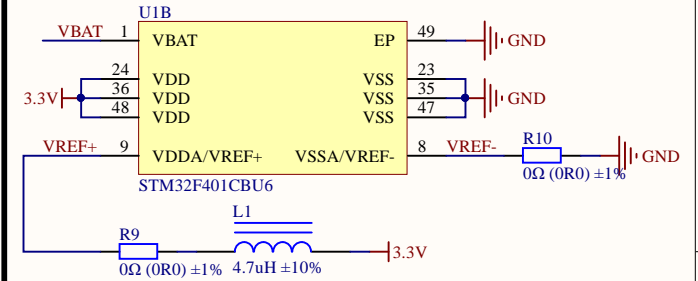 U1B
VBAT 1 VBAT EP 49 GND
24 VDD VSS 23
3.3V 36 VDD VSS 35 GND
48 VDD VSS 47
VREF+ 9 VDDA/VREF+ VSSA/VREF- 8 VREF- R10 GND
0Ω (0R0) ±1%
STM32F401CBU6
L1
R9 3.3V
0Ω (0R0) ±1% 4.7uH ±10%